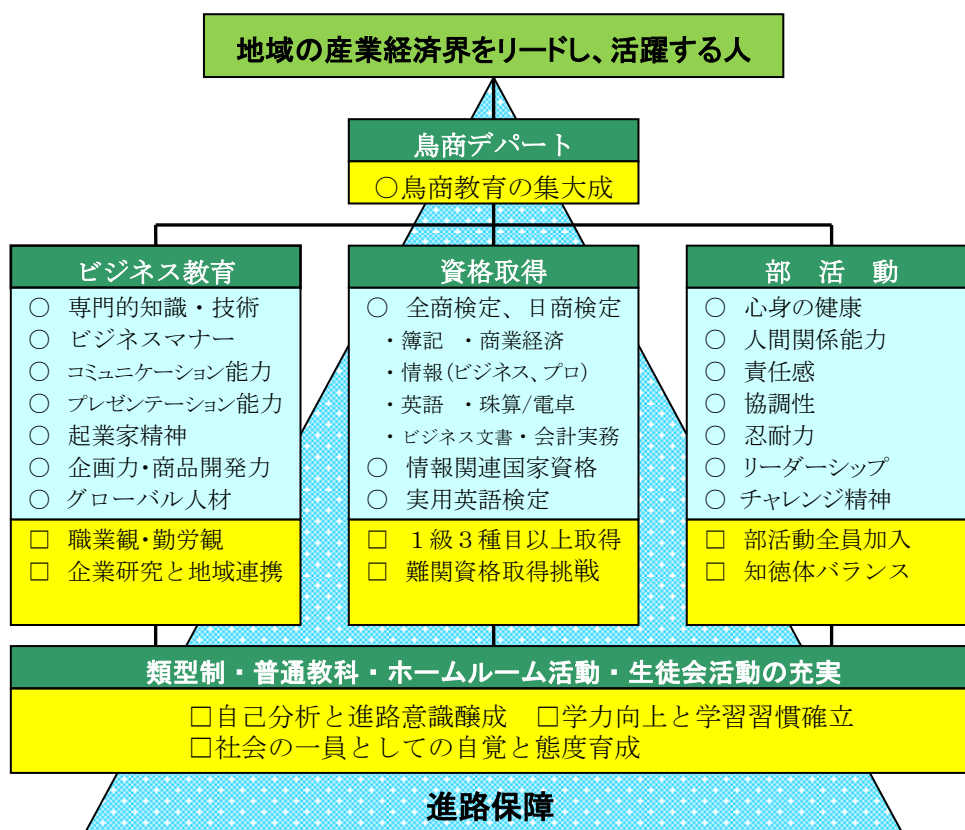 地域の産業経済界をリードし、活躍する人
鳥商デパート
○鳥商教育の集大成
ビジネス教育
○ 専門的知識・技術
○ ビジネスマナー
○ コミュニケーション能力
○ プレゼンテーション能力
○ 起業家精神
○ 企画力・商品開発力
○ グローバル人材
□ 職業観・勤労観
□ 企業研究と地域連携
資格取得
○ 全商検定、日商検定
・簿記 ・商業経済
・情報(ビジネス、プロ)
・英語 ・珠算/電卓
・ビジネス文書・会計実務
○ 情報関連国家資格
○ 実用英語検定
□ １級３種目以上取得
□ 難関資格取得挑戦
部 活 動
○ 心身の健康
○ 人間関係能力
○ 責任感
○ 協調性
○ 忍耐力
○ リーダーシップ
○ チャレンジ精神
□ 部活動全員加入
□ 知徳体バランス
類型制・普通教科・ホームルーム活動・生徒会活動の充実
□自己分析と進路意識醸成 □学力向上と学習習慣確立
□社会の一員としての自覚と態度育成
進路保障